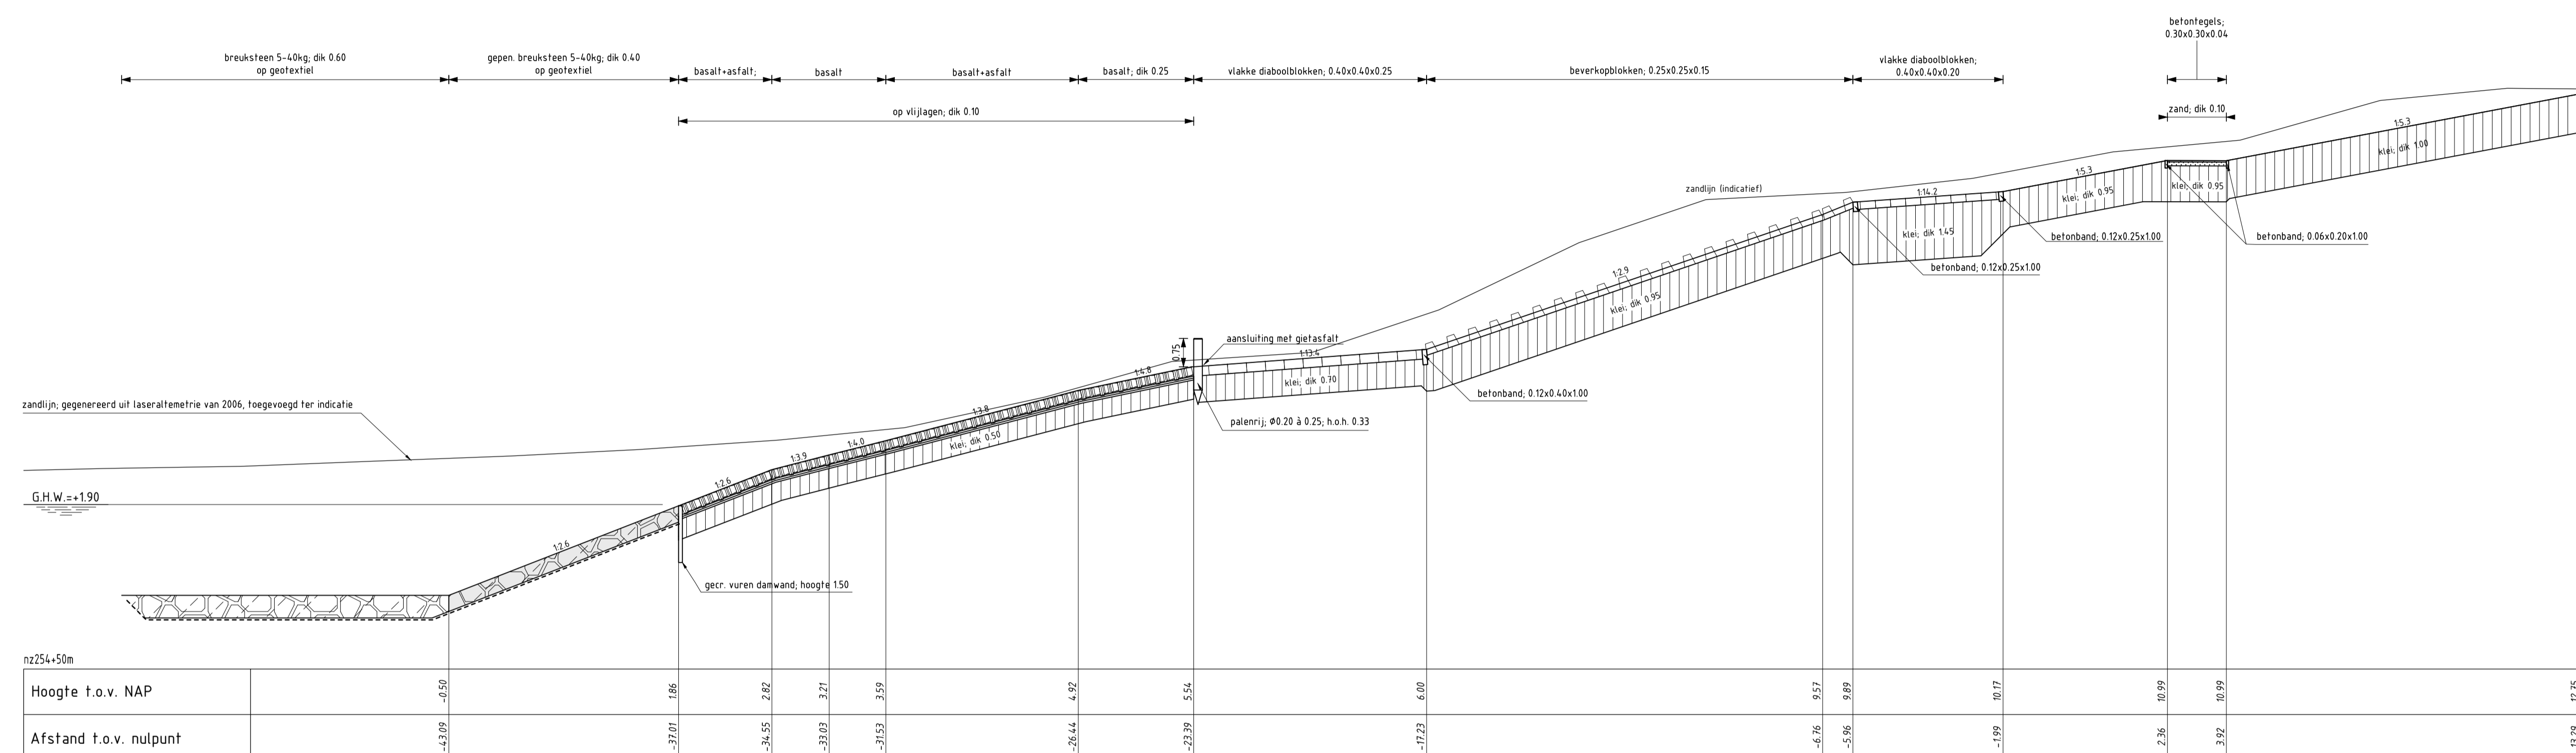 betontegels;
0.30x0.30x0.04
breuksteen 5-40kg; dik 0.60
op geotextiel
gepen. breuksteen 5-40kg; dik 0.40
op geotextiel
basalt+asfalt;
basalt
basalt+asfalt
basalt; dik 0.25
vlakke diaboolblokken; 0.40x0.40x0.25
beverkopblokken; 0.25x0.25x0.15
vlakke diaboolblokken;
0.40x0.40x0.20
op vlijlagen; dik 0.10
zand; dik 0.10
1:5.3
klei; dik 1.00
1:5.3
klei; dik 0.95
klei; dik 0.95
zandlijn (indicatief)
1:14.2
klei; dik 1.45
betonband; 0.12x0.25x1.00
betonband; 0.06x0.20x1.00
betonband; 0.12x0.25x1.00
1:2.9
klei; dik 0.95
0.75
aansluiting met gietasfalt
1:13.4
klei; dik 0.70
betonband; 0.12x0.40x1.00
palenrij; Ø0.20 à 0.25; h.o.h. 0.33
1:4.8
1:3.8
klei; dik 0.50
1:4.0
1:3.9
1:2.6
zandlijn; gegenereerd uit laseraltemetrie van 2006, toegevoegd ter indicatie
G.H.W.=+1.90
1:2.6
gecr. vuren damwand; hoogte 1.50
nz254+50m
Hoogte t.o.v. NAP
-0.50
1.86
2.82
3.21
3.59
4.92
5.54
6.00
9.57
9.89
10.17
10.99
10.99
Afstand t.o.v. nulpunt
-43.09
-37.01
-34.55
-33.03
-31.53
-26.44
-23.39
-17.23
-6.76
-5.96
-1.99
2.36
3.92